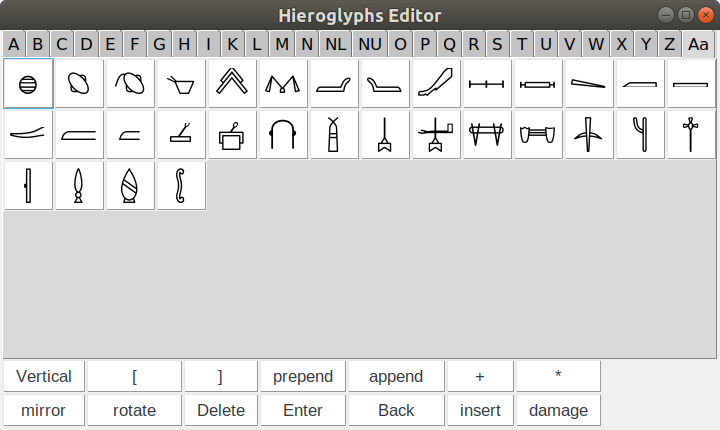 Hieroglyphs Editor
A B C D E F G H I K L M N NL NU O P Q R S T U V W X Y Z Aa
Vertical [ ] prepend append + *
mirror rotate Delete Enter Back insert damage